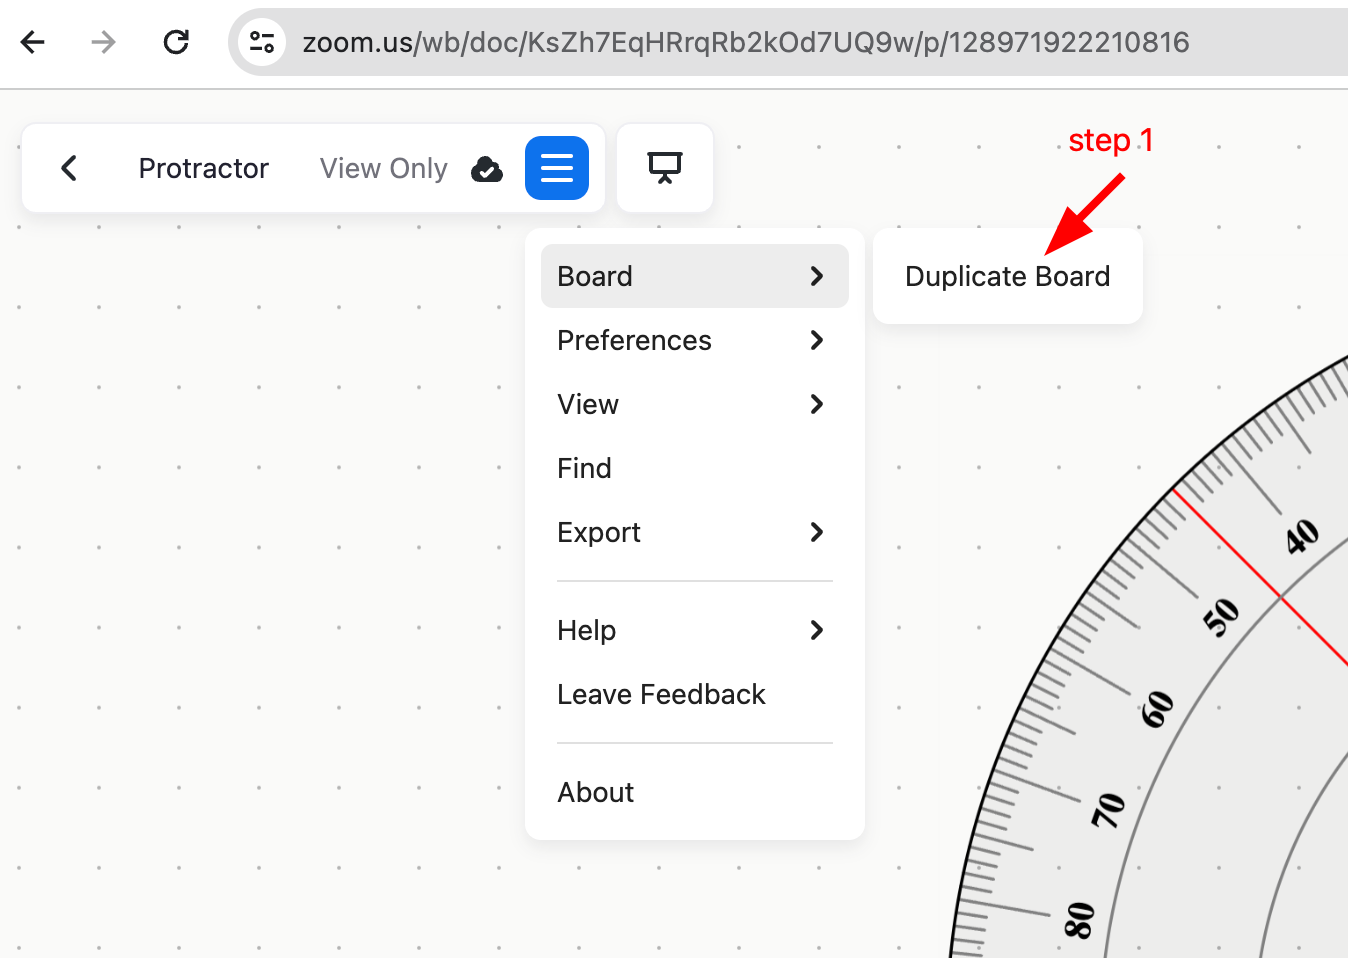 zoom.us/wb/doc/KsZh7EqHRrqRb2kOd7UQ9w/p/128971922210816
step 1
Protractor View Only
Board
Duplicate Board
Preferences
View
Find
Export
Help
Leave Feedback
About
40
50
60
70
80